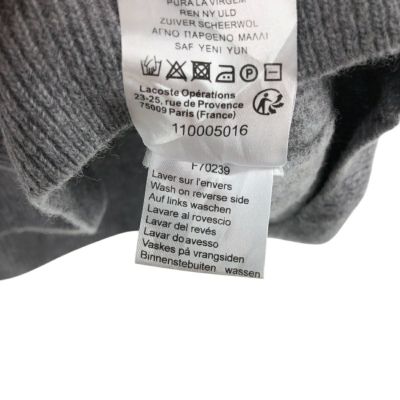 PURA LA VIRGEM
REN NY ULD
ZUIVER SCHEERWOL
ΑΓΝΟ ΠΑΡΘΕΝΟ ΜΑΛΛΙ
SAF YENI YUN
Lacoste Opérations
23-25, rue de Provence
75009 Paris (France)
110005016
F70239
Laver sur l'envers
Wash on reverse side
Auf links waschen
Lavare al rovescio
Lavar del revés
Lavar do avesso
Vaskes på vrangsiden
Binnenstebuiten wassen